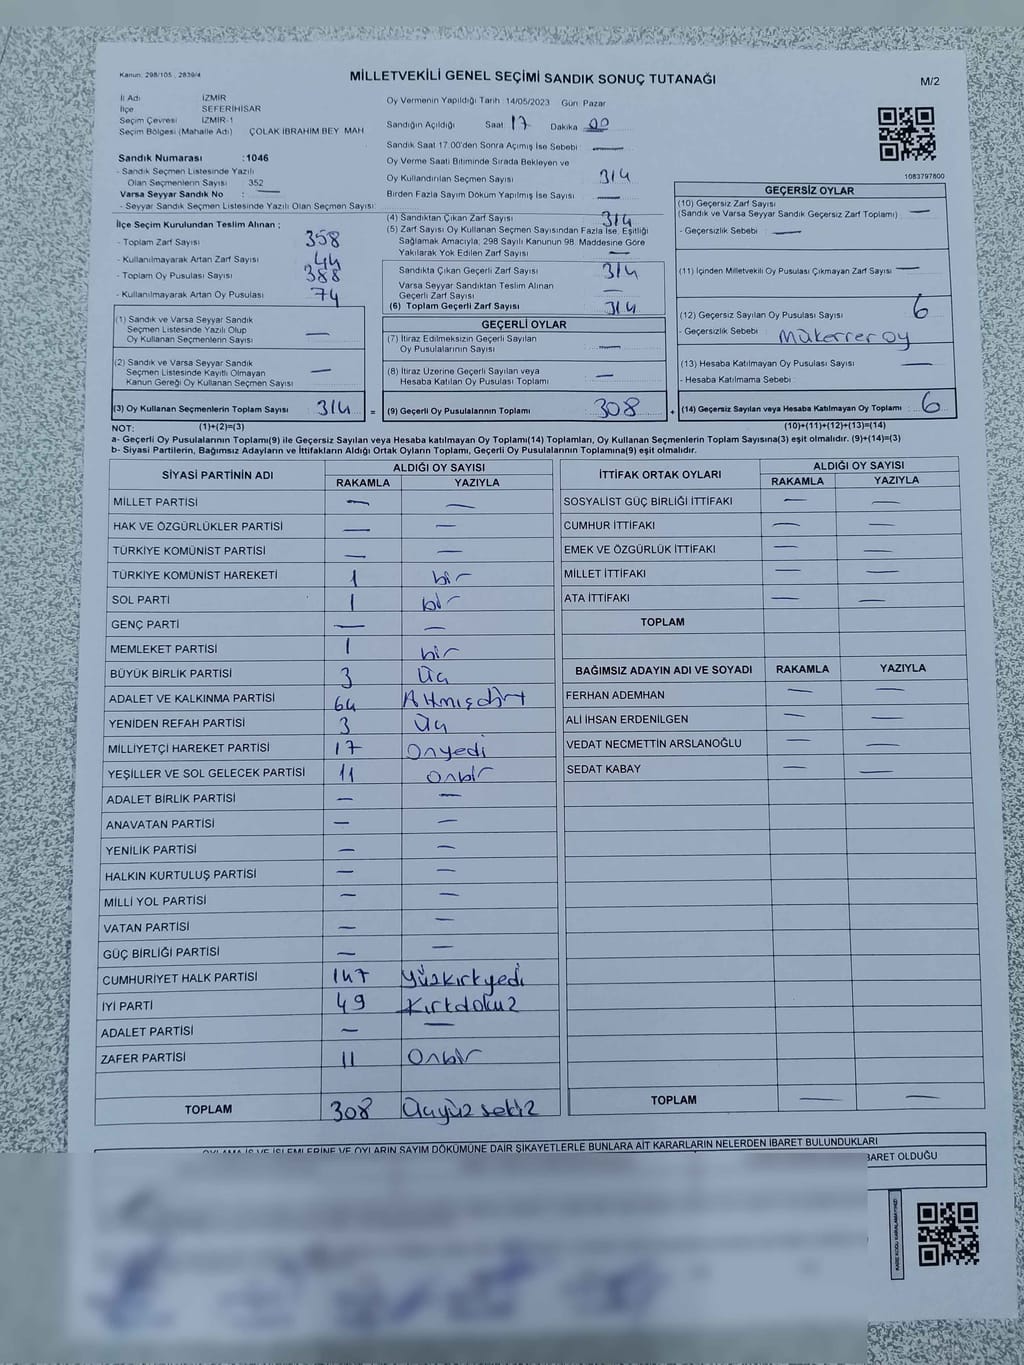 Kanun: 298/105 , 2839/4
MİLLETVEKİLİ GENEL SEÇİMİ SANDIK SONUÇ TUTANAĞI
M/2
İl Adı İZMİR
İlçe SEFERİHİSAR
Seçim Çevresi İZMİR-1
Seçim Bölgesi (Mahalle Adı) ÇOLAK İBRAHİM BEY MAH
Sandık Numarası :1046
- Sandık Seçmen Listesinde Yazılı
Olan Seçmenlerin Sayısı 352
Varsa Seyyar Sandık No : —
- Seyyar Sandık Seçmen Listesinde Yazılı Olan Seçmen Sayısı:
İlçe Seçim Kurulundan Teslim Alınan ;
- Toplam Zarf Sayısı 358
- Kullanılmayarak Artan Zarf Sayısı 44
- Toplam Oy Pusulası Sayısı 388
- Kullanılmayarak Artan Oy Pusulası 74
(1) Sandık ve Varsa Seyyar Sandık
Seçmen Listesinde Yazılı Olup
Oy Kullanan Seçmenlerin Sayısı —
(2) Sandık ve Varsa Seyyar Sandık
Seçmen Listesinde Kayıtlı Olmayan
Kanun Gereği Oy Kullanan Seçmen Sayısı —
(3) Oy Kullanan Seçmenlerin Toplam Sayısı 314 =
Oy Vermenin Yapıldığı Tarih :14/05/2023 Gün: Pazar
Sandığın Açıldığı Saat 17 Dakika 00
Sandık Saat 17.00'den Sonra Açımış İse Sebebi —
Oy Verme Saati Bitiminde Sırada Bekleyen ve
Oy Kullandırılan Seçmen Sayısı 314
Birden Fazla Sayım Döküm Yapılmış İse Sayısı —
(4) Sandıktan Çıkan Zarf Sayısı 314
(5) Zarf Sayısı Oy Kullanan Seçmen Sayısından Fazla İse, Eşitliği
Sağlamak Amacıyla; 298 Sayılı Kanunun 98. Maddesine Göre
Yakılarak Yok Edilen Zarf Sayısı —
Sandıkta Çıkan Geçerli Zarf Sayısı 314
Varsa Seyyar Sandıktan Teslim Alınan
Geçerli Zarf Sayısı —
(6) Toplam Geçerli Zarf Sayısı 314
GEÇERLİ OYLAR
(7) İtiraz Edilmeksizin Geçerli Sayılan
Oy Pusulalarının Sayısı —
(8) İtiraz Üzerine Geçerli Sayılan veya
Hesaba Katılan Oy Pusulası Toplamı —
(9) Geçerli Oy Pusulalarının Toplamı 308 +
1083797800
GEÇERSİZ OYLAR
(10) Geçersiz Zarf Sayısı
(Sandık ve Varsa Seyyar Sandık Geçersiz Zarf Toplamı) —
- Geçersizlik Sebebi : —
(11) İçinden Milletvekili Oy Pusulası Çıkmayan Zarf Sayısı —
(12) Geçersiz Sayılan Oy Pusulası Sayısı 6
- Geçersizlik Sebebi : Mükerrer oy
(13) Hesaba Katılmayan Oy Pusulası Sayısı —
- Hesaba Katılmama Sebebi :
(14) Geçersiz Sayılan veya Hesaba Katılmayan Oy Toplamı : 6
NOT: (1)+(2)=(3) (10)+(11)+(12)+(13)=(14)
a- Geçerli Oy Pusulalarının Toplamı(9) ile Geçersiz Sayılan veya Hesaba katılmayan Oy Toplamı(14) Toplamları, Oy Kullanan Seçmenlerin Toplam Sayısına(3) eşit olmalıdır. (9)+(14)=(3)
b- Siyasi Partilerin, Bağımsız Adayların ve İttifakların Aldığı Ortak Oyların Toplamı, Geçerli Oy Pusulalarının Toplamına(9) eşit olmalıdır.
SİYASİ PARTİNİN ADI ALDIĞI OY SAYISI
RAKAMLA YAZIYLA
MİLLET PARTİSİ — —
HAK VE ÖZGÜRLÜKLER PARTİSİ — —
TÜRKİYE KOMÜNİST PARTİSİ — —
TÜRKİYE KOMÜNİST HAREKETİ 1 bir
SOL PARTİ 1 bir
GENÇ PARTİ — —
MEMLEKET PARTİSİ 1 bir
BÜYÜK BİRLİK PARTİSİ 3 Üç
ADALET VE KALKINMA PARTİSİ 64 Altmışdört
YENİDEN REFAH PARTİSİ 3 Üç
MİLLİYETÇİ HAREKET PARTİSİ 17 Onyedi
YEŞİLLER VE SOL GELECEK PARTİSİ 11 Onbir
ADALET BİRLİK PARTİSİ — —
ANAVATAN PARTİSİ — —
YENİLİK PARTİSİ — —
HALKIN KURTULUŞ PARTİSİ — —
MİLLİ YOL PARTİSİ — —
VATAN PARTİSİ — —
GÜÇ BİRLİĞİ PARTİSİ — —
CUMHURİYET HALK PARTİSİ 147 Yüzkırkyedi
İYİ PARTİ 49 Kırkdokuz
ADALET PARTİSİ — —
ZAFER PARTİSİ 11 Onbir
TOPLAM 308 Üçyüz sekiz
İTTİFAK ORTAK OYLARI ALDIĞI OY SAYISI
RAKAMLA YAZIYLA
SOSYALİST GÜÇ BİRLİĞİ İTTİFAKI — —
CUMHUR İTTİFAKI — —
EMEK VE ÖZGÜRLÜK İTTİFAKI — —
MİLLET İTTİFAKI — —
ATA İTTİFAKI — —
TOPLAM
BAĞIMSIZ ADAYIN ADI VE SOYADI RAKAMLA YAZIYLA
FERHAN ADEMHAN — —
ALİ İHSAN ERDENİLGEN — —
VEDAT NECMETTİN ARSLANOĞLU — —
SEDAT KABAY — —
TOPLAM — —
OYLAMA İŞ VE İŞLEMLERİNE VE OYLARIN SAYIM DÖKÜMÜNE DAİR ŞİKAYETLERLE BUNLARA AİT KARARLARIN NELERDEN İBARET BULUNDUKLARI
İBARET OLDUĞU